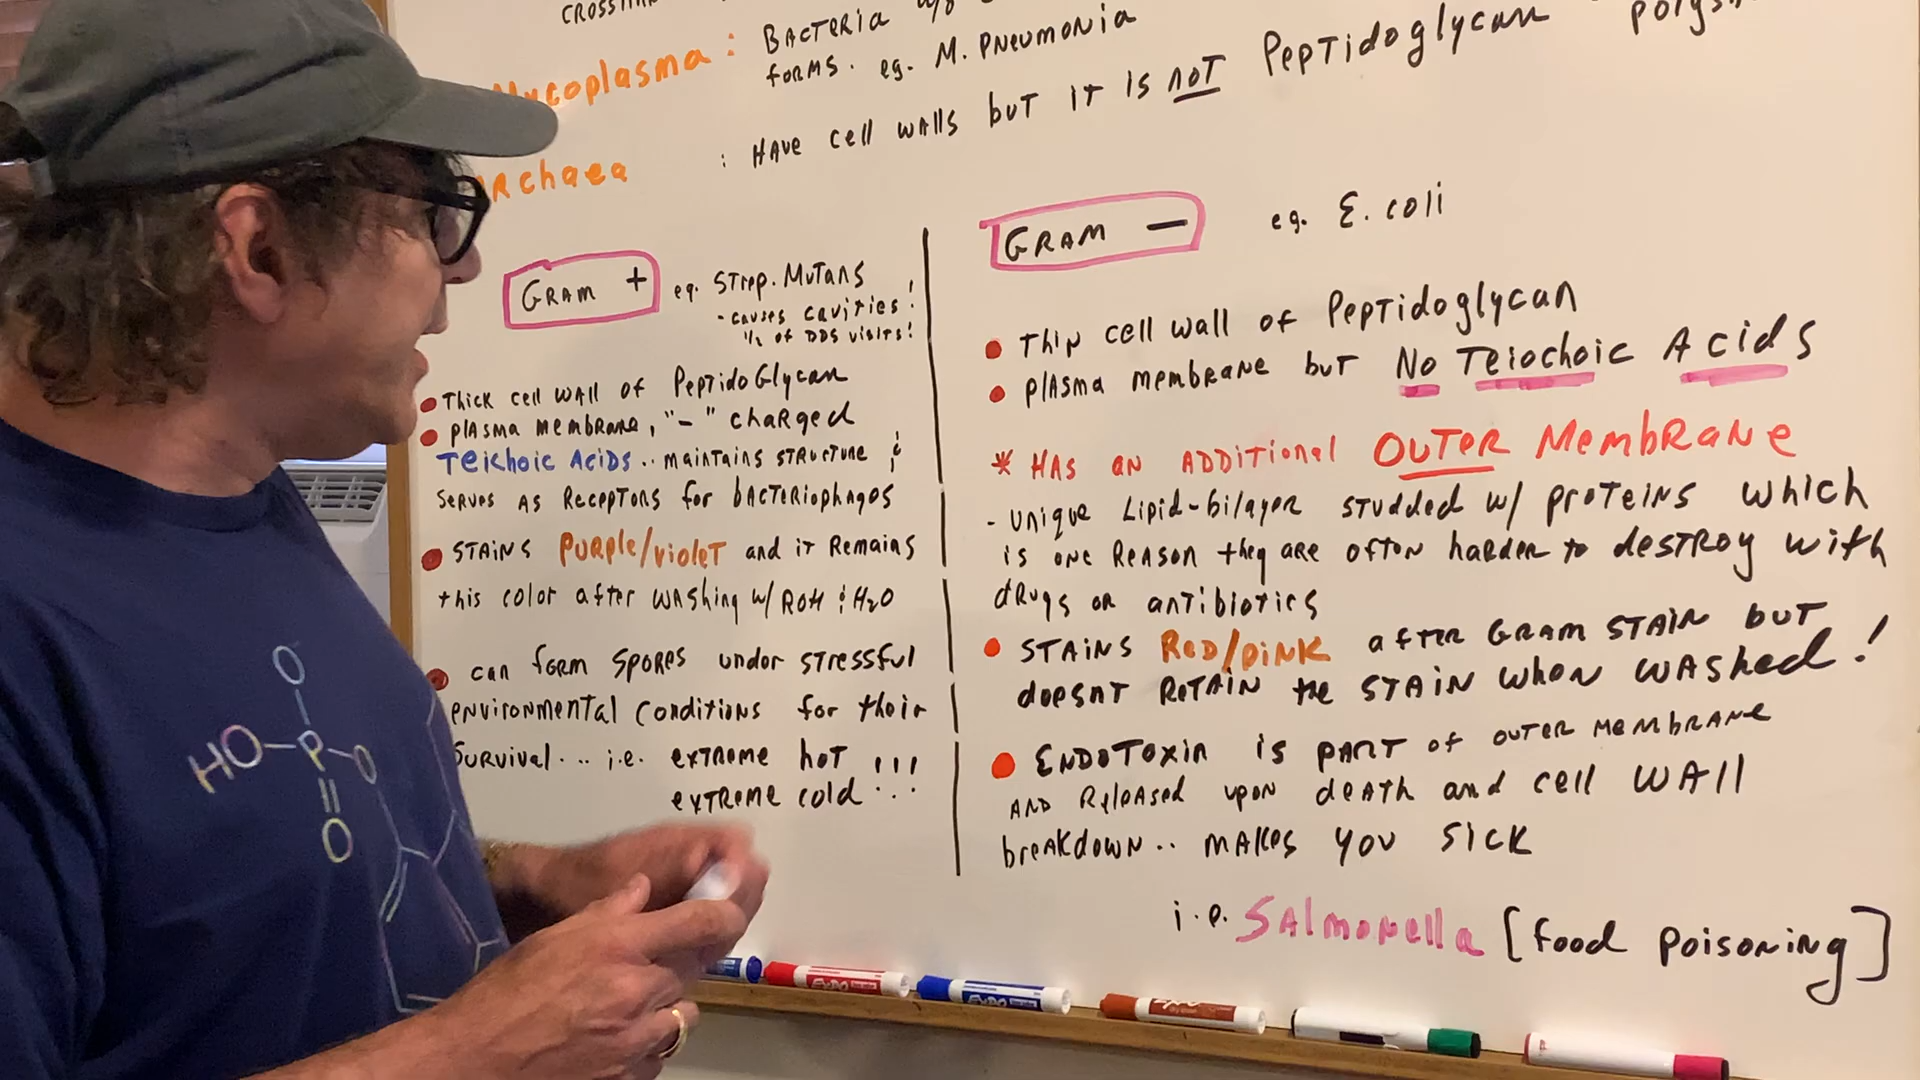 Mycoplasma : BACTERIA w/o
forms. eg. M. Pneumonia
Archaea : Have cell walls but it is not Peptidoglycan
GRAM + eg. Strep. Mutans
- causes cavities!
1/2 of DDS visits!
• Thick cell wall of PeptidoGlycan
• plasma membrane, "-" charged
Teichoic Acids .. maintains structure &
serves as Receptors for bacteriophages
• STAINS Purple/violet and it Remains
this color after washing w/ ROH & H2O
• can form spores under stressful
environmental conditions for their
Survival... i.e. extreme hot !!!
extreme cold !!!
GRAM - eg. E. coli
• Thin cell wall of Peptidoglycan
• plasma membrane but No Teiochoic Acids
* HAS an ADDITIONAL OUTER MemBRANe
- unique Lipid-bilayer studded w/ proteins which
is one reason they are often harder to destroy with
drugs or antibiotics
• STAINS Red/pink after GRAM STAIN but
doesnt RETAIN the STAIN when washed!
• ENDOTOXIN is PART of outer membrane
AND Released upon death and cell wall
breakdown.. makes you sick
i.e. SAlmonella [food poisoning]
HO-P-O
O
O
EXPO